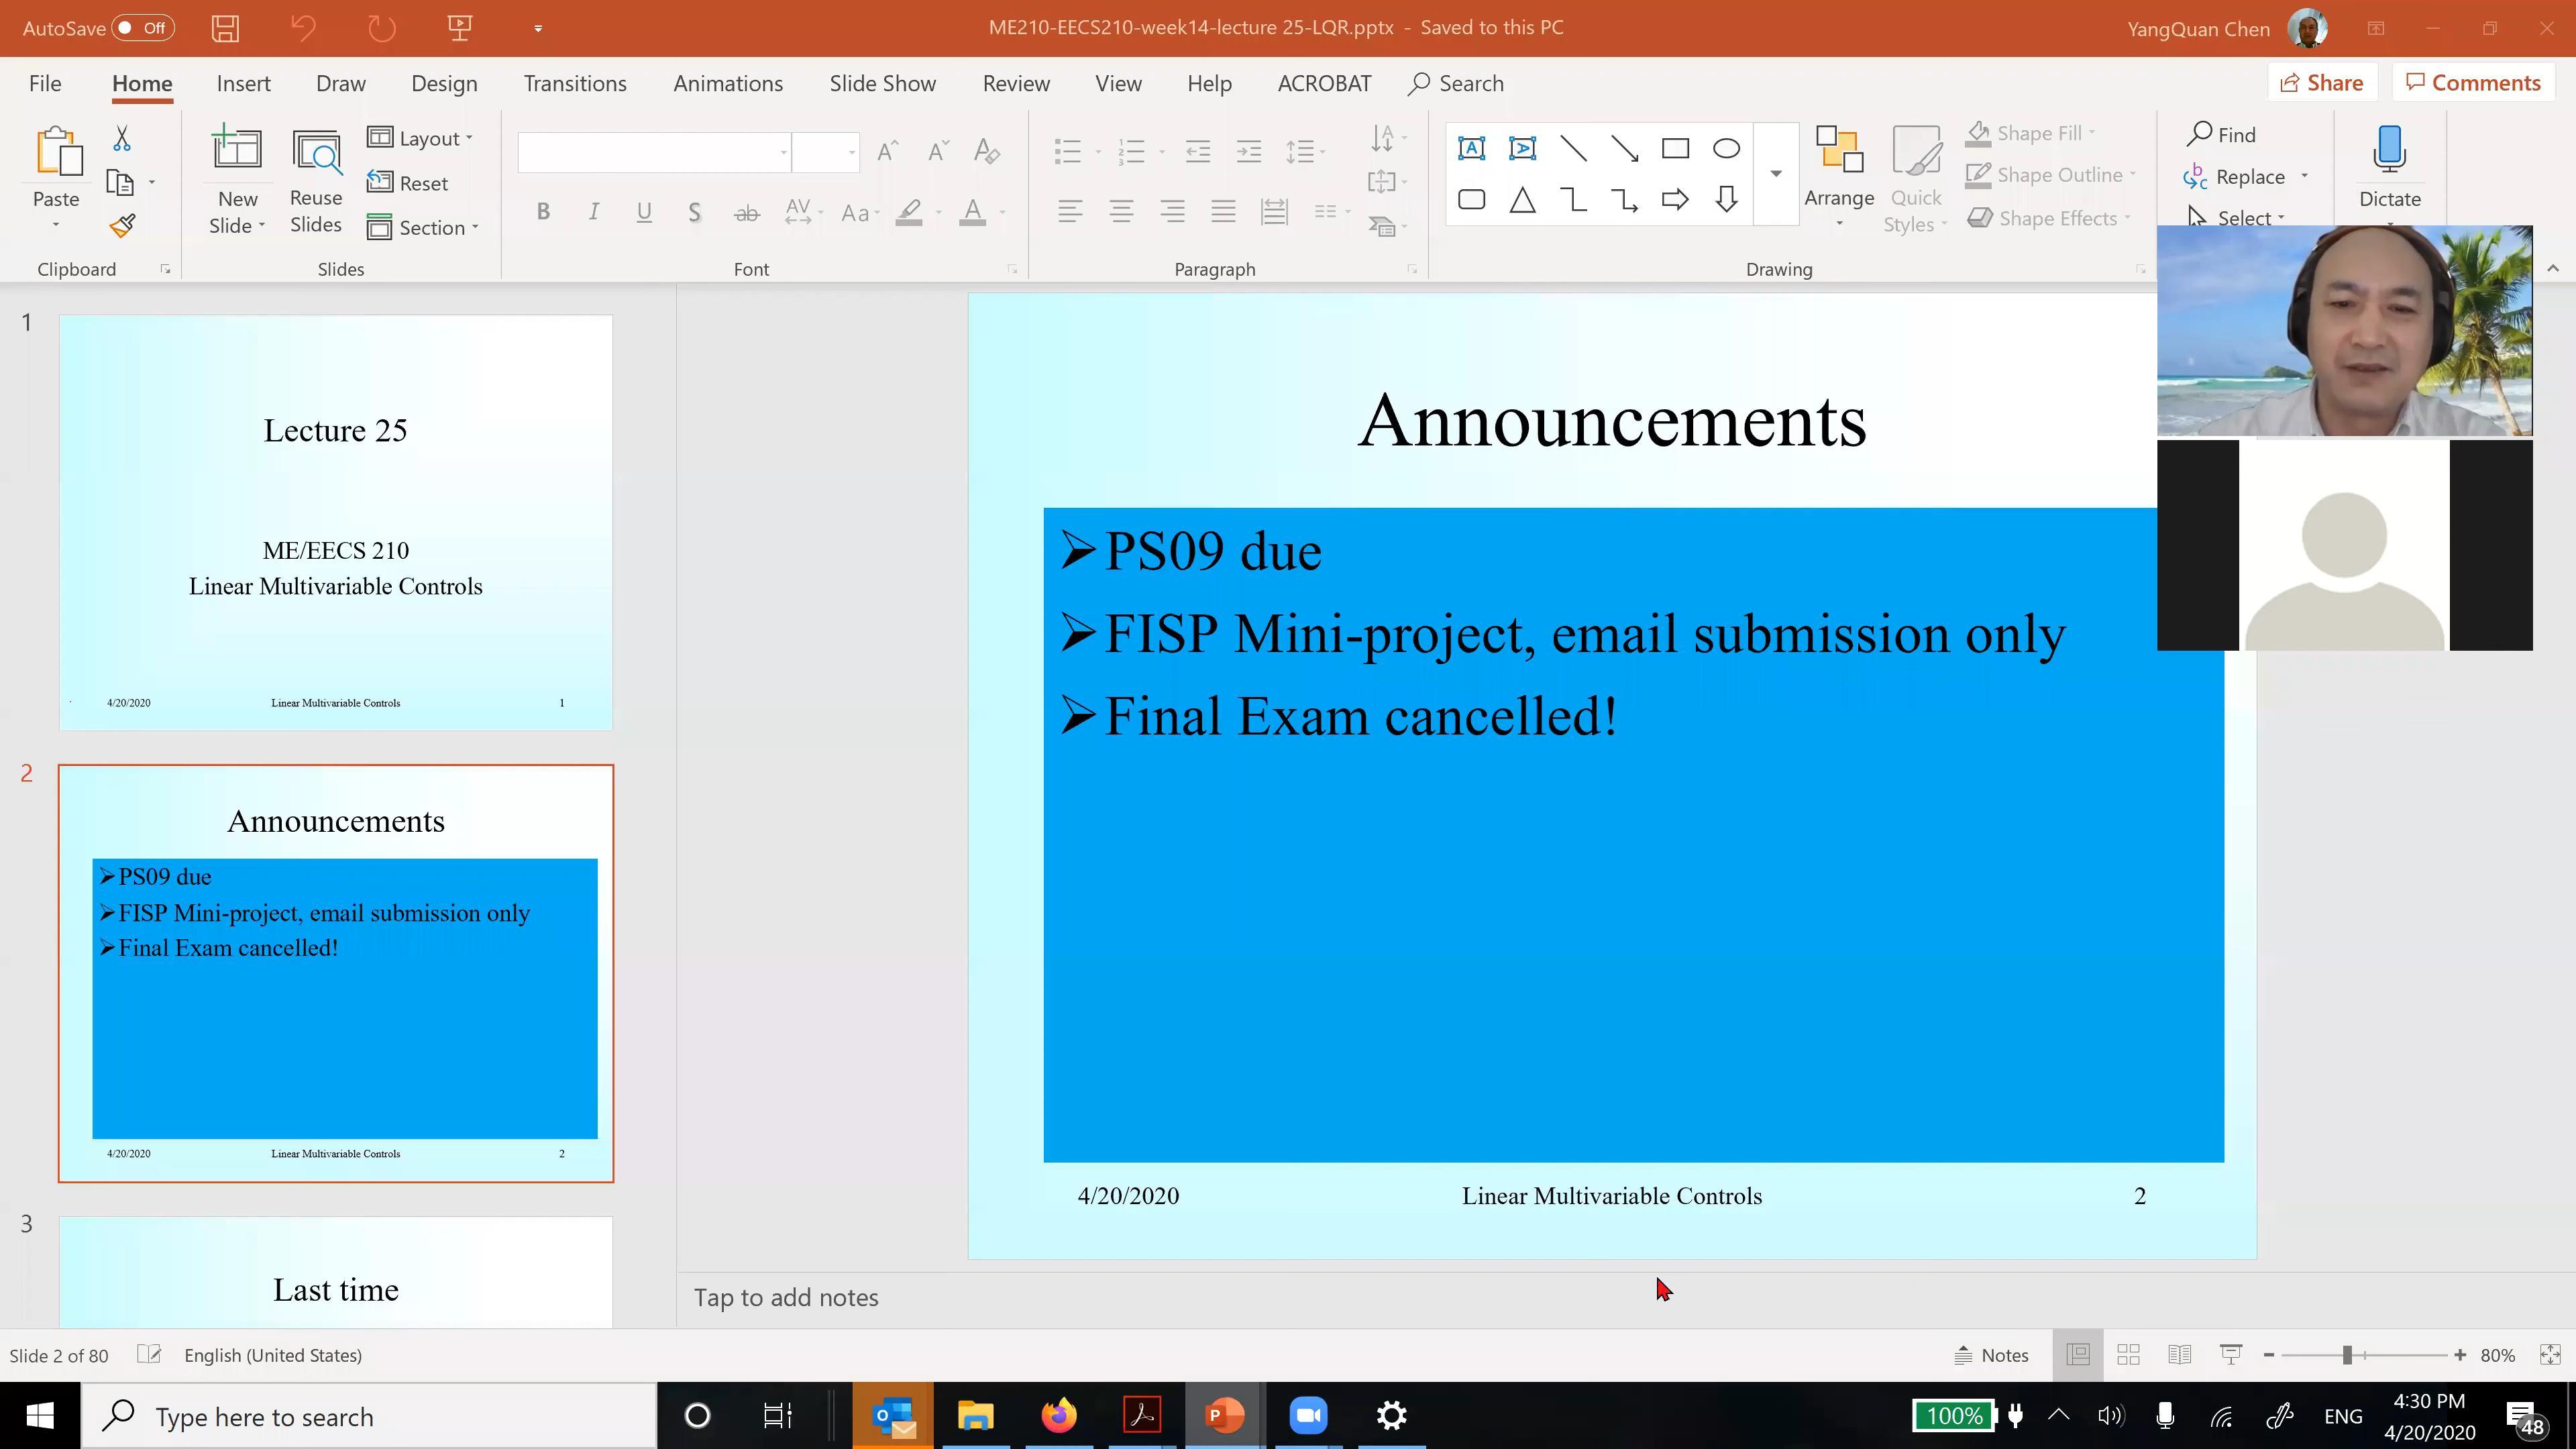 AutoSave Off
ME210-EECS210-week14-lecture 25-LQR.pptx - Saved to this PC
YangQuan Chen
File Home Insert Draw Design Transitions Animations Slide Show Review View Help ACROBAT Search
Share Comments
Paste
Clipboard
New Slide
Reuse Slides
Layout
Reset
Section
Slides
B I U S ab AV Aa A
Font
Paragraph
Arrange
Quick Styles
Shape Fill
Shape Outline
Shape Effects
Drawing
Find
Replace
Select
Dictate
1
Lecture 25
ME/EECS 210
Linear Multivariable Controls
4/20/2020 Linear Multivariable Controls 1
2
Announcements
➢PS09 due
➢FISP Mini-project, email submission only
➢Final Exam cancelled!
4/20/2020 Linear Multivariable Controls 2
3
Last time
Announcements
➢PS09 due
➢FISP Mini-project, email submission only
➢Final Exam cancelled!
4/20/2020 Linear Multivariable Controls 2
Tap to add notes
Slide 2 of 80 English (United States)
Notes
80%
Type here to search
100%
ENG
4:30 PM
4/20/2020
48